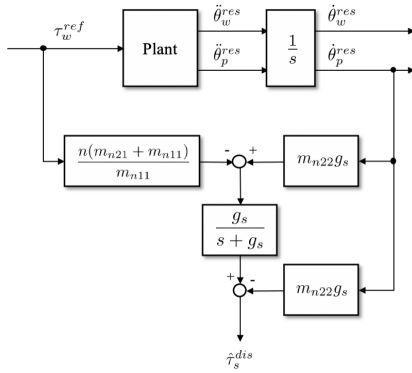 τ_w^{ref}
Plant
θ̈_w^{res}
θ̈_p^{res}
1/s
θ̇_w^{res}
θ̇_p^{res}
n(m_{n21} + m_{n11})
m_{n11}
- +
m_{n22}g_s
g_s
s + g_s
+ -
m_{n22}g_s
τ̂_s^{dis}